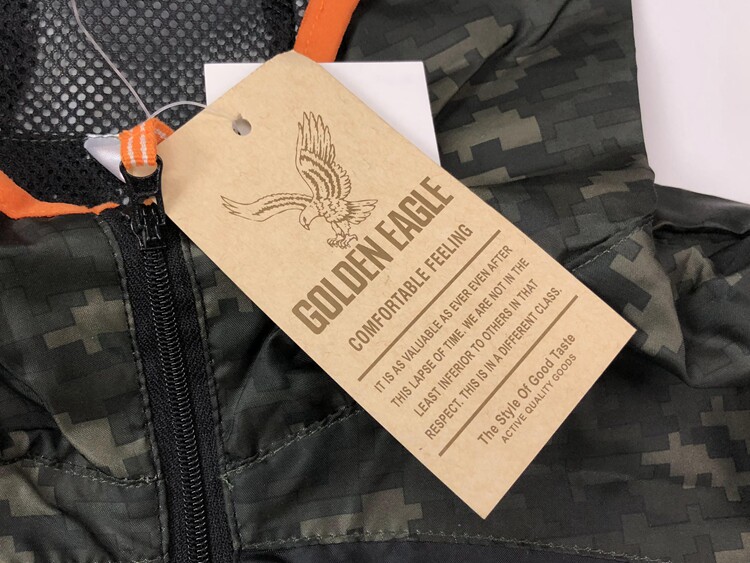 GOLDEN EAGLE
COMFORTABLE FEELING
IT IS AS VALUABLE AS EVER EVEN AFTER
THIS LAPSE OF TIME. WE ARE NOT IN THE
LEAST INFERIOR TO OTHERS IN THAT
RESPECT. THIS IS IN A DIFFERENT CLASS.
The Style Of Good Taste
ACTIVE QUALITY GOODS